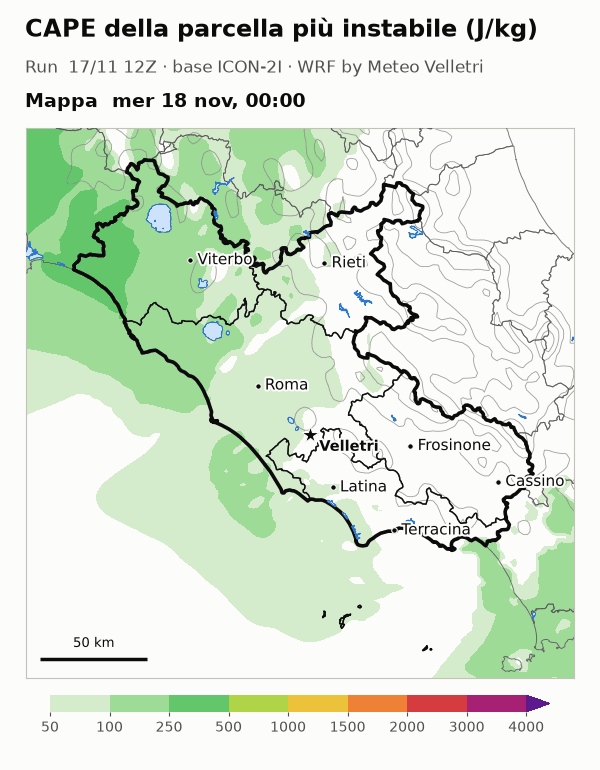 CAPE della parcella più instabile (J/kg)
Run  17/11 12Z · base ICON-2I · WRF by Meteo Velletri
Mappa  mer 18 nov, 00:00
Viterbo
Rieti
Roma
Velletri
Frosinone
Latina
Cassino
Terracina
50 km
50 100 250 500 1000 1500 2000 3000 4000